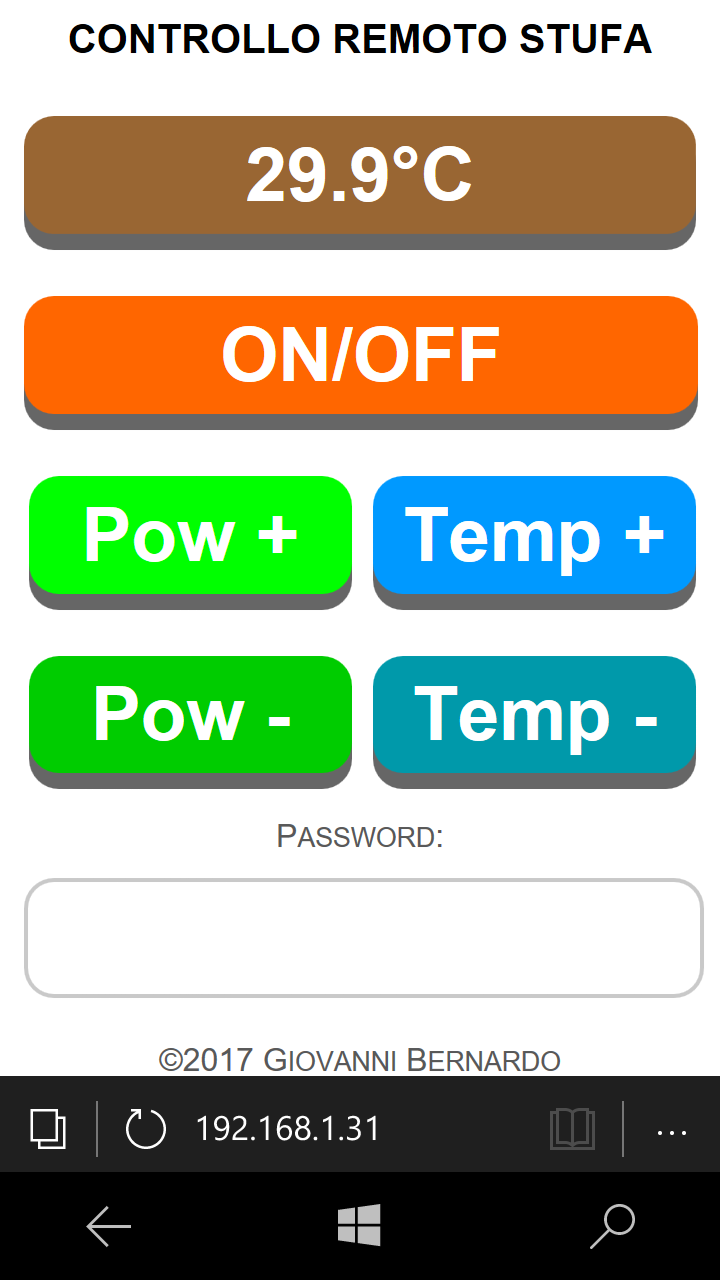 CONTROLLO REMOTO STUFA
29.9°C
ON/OFF
Pow + Temp +
Pow - Temp -
PASSWORD:
©2017 GIOVANNI BERNARDO
192.168.1.31